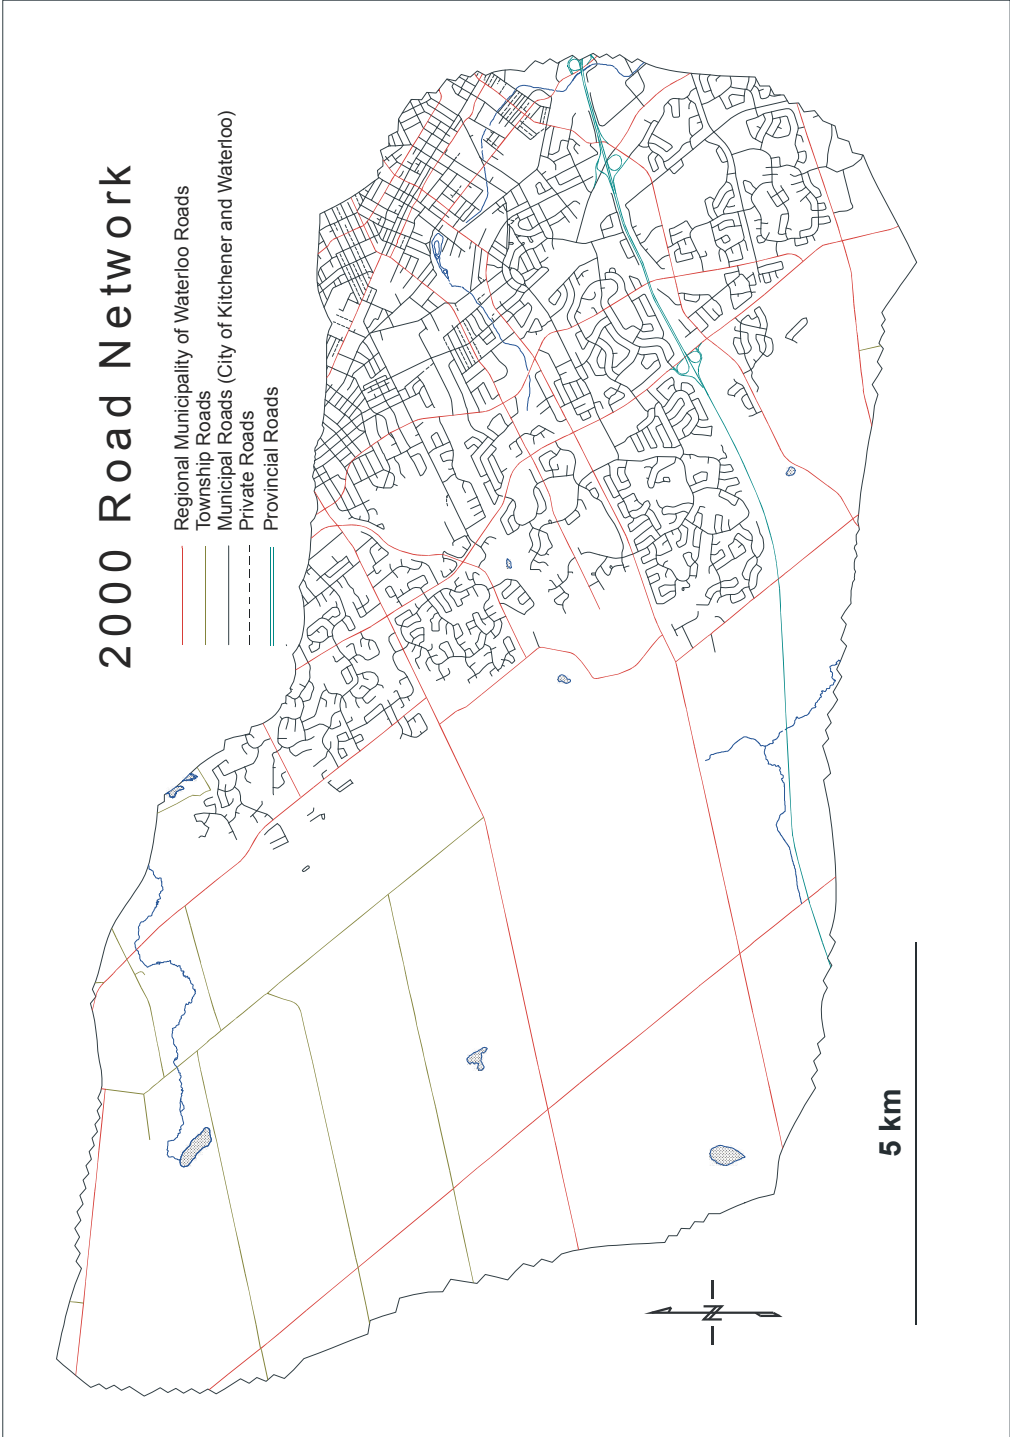 2000 Road Network
Regional Municipality of Waterloo Roads
Township Roads
Municipal Roads (City of Kitchener and Waterloo)
Private Roads
Provincial Roads
5 km
N